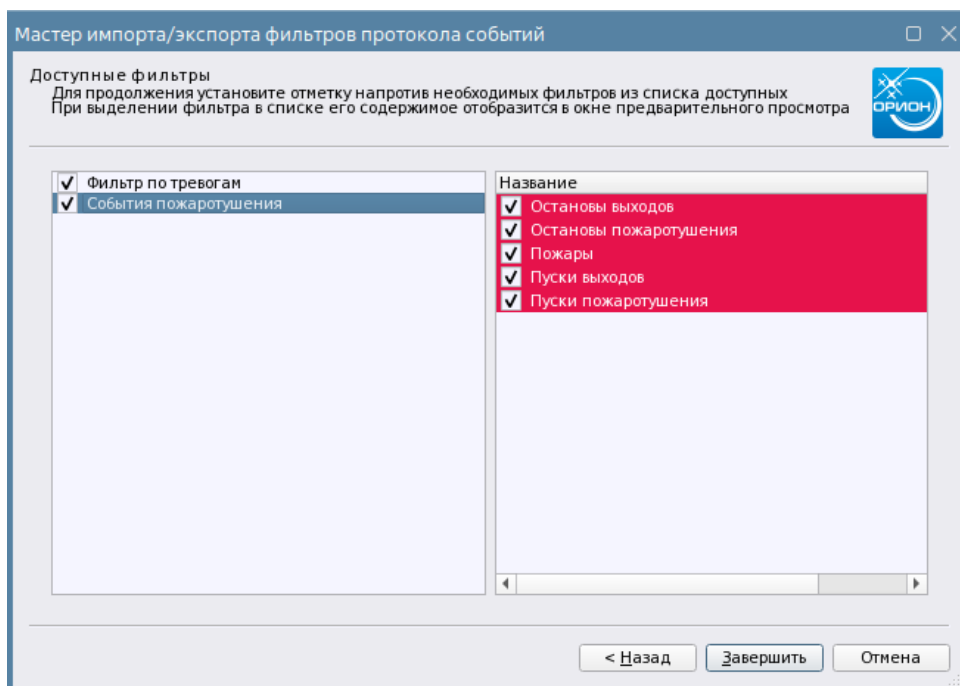 Мастер импорта/экспорта фильтров протокола событий
Доступные фильтры
Для продолжения установите отметку напротив необходимых фильтров из списка доступных
При выделении фильтра в списке его содержимое отобразится в окне предварительного просмотра
ОРИОН
Фильтр по тревогам
События пожаротушения
Название
Остановы выходов
Остановы пожаротушения
Пожары
Пуски выходов
Пуски пожаротушения
< Назад
Завершить
Отмена